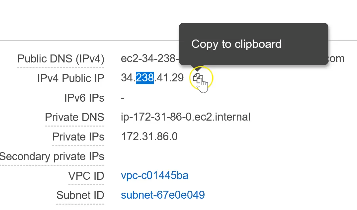 Copy to clipboard
Public DNS (IPv4) ec2-34-238- .com
IPv4 Public IP 34.238.41.29
IPv6 IPs -
Private DNS ip-172-31-86-0.ec2.internal
Private IPs 172.31.86.0
Secondary private IPs
VPC ID vpc-c01445ba
Subnet ID subnet-67e0e049